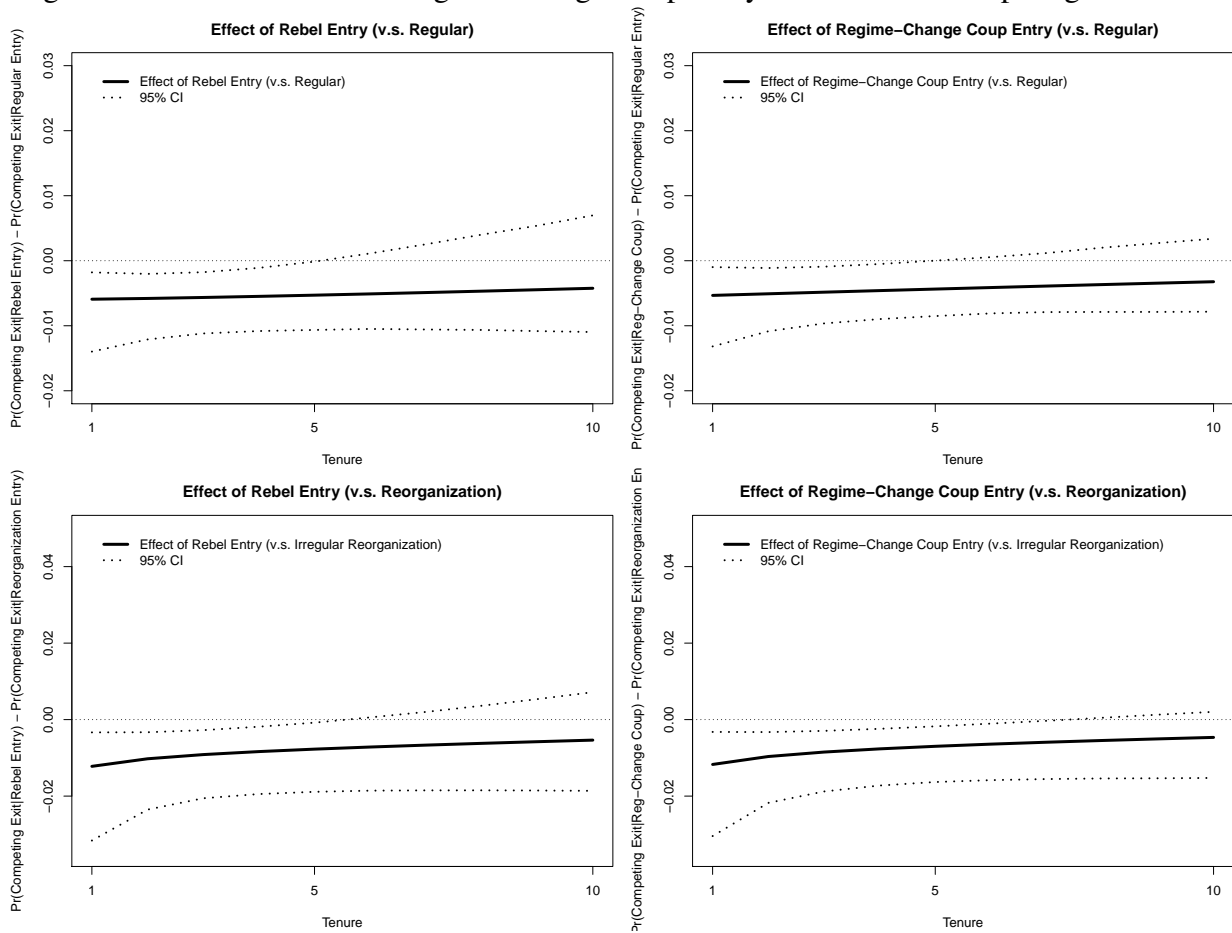 Effect of Rebel Entry (v.s. Regular)
Pr(Competing Exit|Rebel Entry) − Pr(Competing Exit|Regular Entry)
Effect of Rebel Entry (v.s. Regular)
95% CI
0.03
0.02
0.01
0.00
−0.01
−0.02
1
5
10
Tenure
Effect of Regime−Change Coup Entry (v.s. Regular)
Pr(Competing Exit|Reg−Change Coup) − Pr(Competing Exit|Regular Entry)
Effect of Regime−Change Coup Entry (v.s. Regular)
95% CI
0.03
0.02
0.01
0.00
−0.01
−0.02
1
5
10
Tenure
Effect of Rebel Entry (v.s. Reorganization)
Pr(Competing Exit|Rebel Entry) − Pr(Competing Exit|Reorganization Entry)
Effect of Rebel Entry (v.s. Irregular Reorganization)
95% CI
0.04
0.02
0.00
−0.02
1
5
10
Tenure
Effect of Regime−Change Coup Entry (v.s. Reorganization)
Pr(Competing Exit|Reg−Change Coup) − Pr(Competing Exit|Reorganization En
Effect of Regime−Change Coup Entry (v.s. Irregular Reorganization)
95% CI
0.04
0.02
0.00
−0.02
1
5
10
Tenure